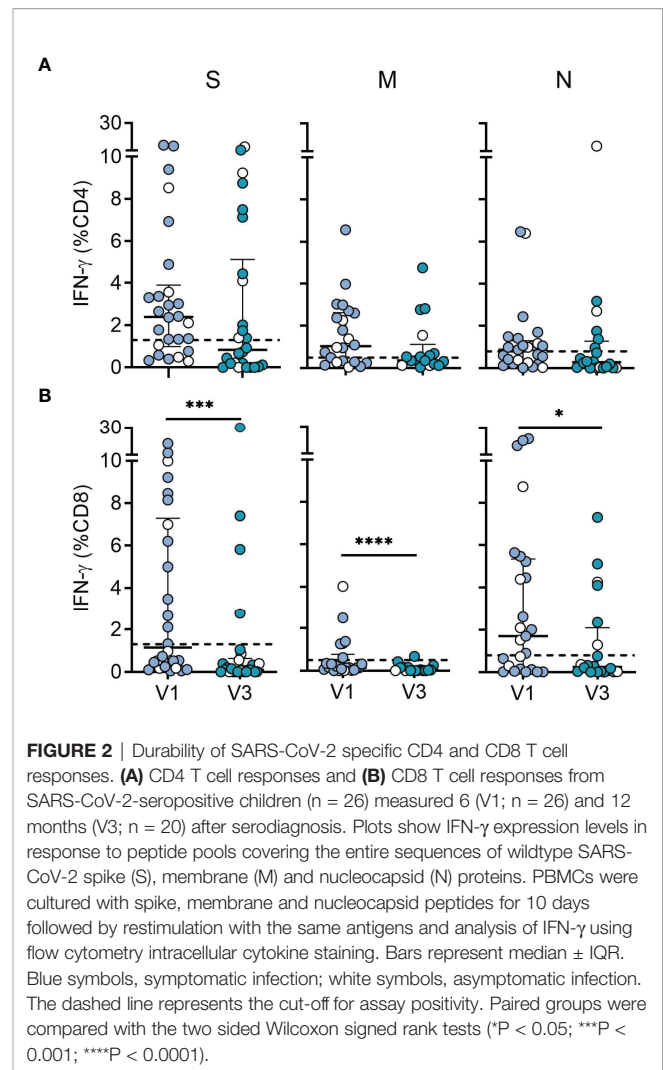 A
S M N
IFN-γ (%CD4)
30
10
8
6
4
2
0
B
*** *
****
IFN-γ (%CD8)
30
10
8
6
4
2
0
V1 V3 V1 V3 V1 V3
FIGURE 2 | Durability of SARS-CoV-2 specific CD4 and CD8 T cell
responses. (A) CD4 T cell responses and (B) CD8 T cell responses from
SARS-CoV-2-seropositive children (n = 26) measured 6 (V1; n = 26) and 12
months (V3; n = 20) after serodiagnosis. Plots show IFN-γ expression levels in
response to peptide pools covering the entire sequences of wildtype SARS-
CoV-2 spike (S), membrane (M) and nucleocapsid (N) proteins. PBMCs were
cultured with spike, membrane and nucleocapsid peptides for 10 days
followed by restimulation with the same antigens and analysis of IFN-γ using
flow cytometry intracellular cytokine staining. Bars represent median ± IQR.
Blue symbols, symptomatic infection; white symbols, asymptomatic infection.
The dashed line represents the cut-off for assay positivity. Paired groups were
compared with the two sided Wilcoxon signed rank tests (*P < 0.05; ***P <
0.001; ****P < 0.0001).